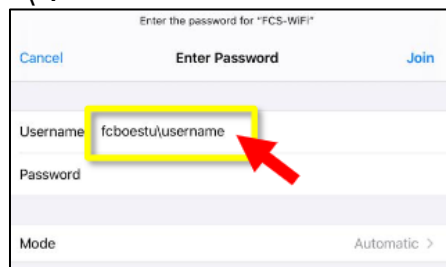 Enter the password for "FCS-WiFi"
Cancel Enter Password Join
Username fcboestu\username
Password
Mode Automatic >